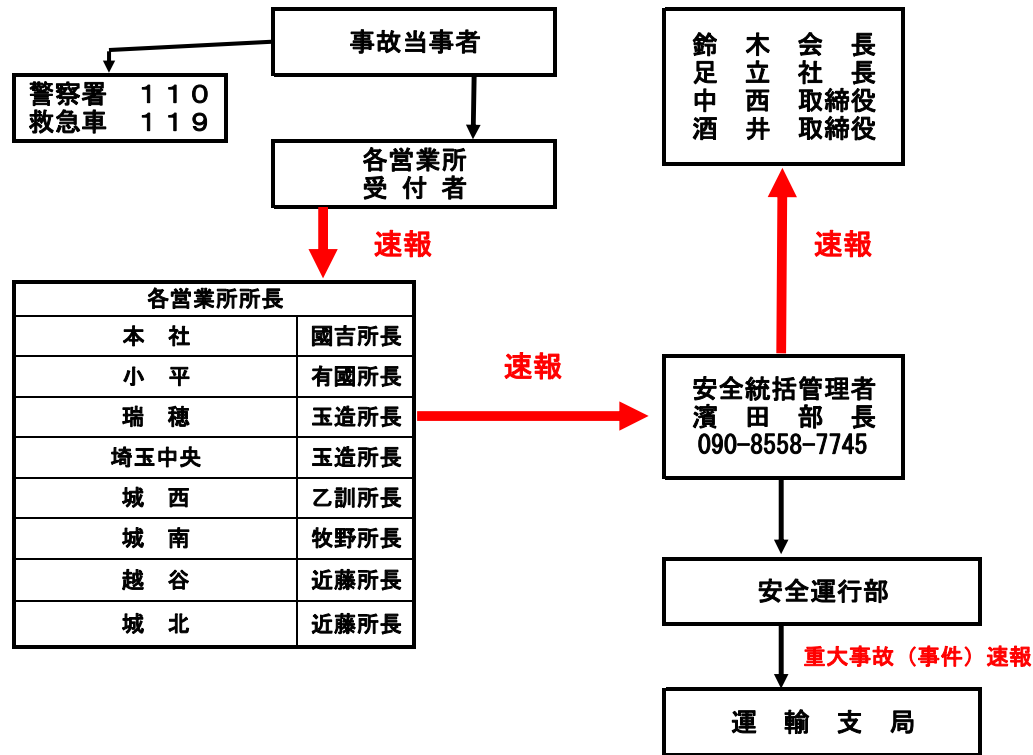 事故当事者
警察署　１１０
救急車　１１９
各営業所
受 付 者
速報
各営業所所長
本　社　國吉所長
小　平　有國所長
瑞　穂　玉造所長
埼玉中央　玉造所長
城　西　乙訓所長
城　南　牧野所長
越　谷　近藤所長
城　北　近藤所長
速報
鈴　木　会　長
足　立　社　長
中　西　取締役
酒　井　取締役
速報
安全統括管理者
濱　田　部　長
090-8558-7745
安全運行部
重大事故（事件）速報
運　輸　支　局